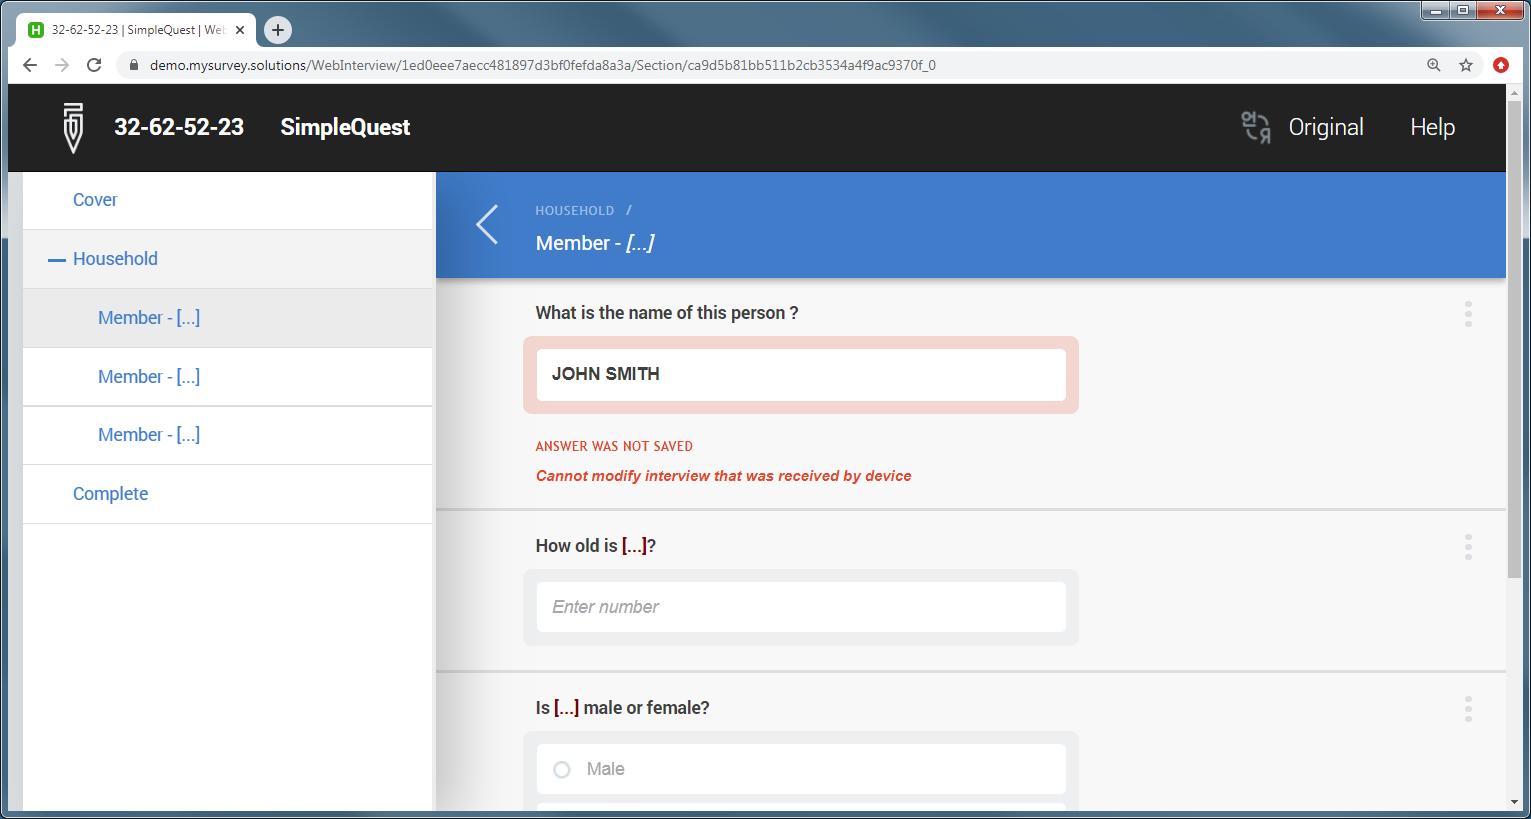 32-62-52-23 | SimpleQuest | Web
demo.mysurvey.solutions/WebInterview/1ed0eee7aecc481897d3bf0fefda8a3a/Section/ca9d5b81bb511b2cb3534a4f9ac9370f_0
32-62-52-23 SimpleQuest Original Help
Cover
Household
Member - [...]
Member - [...]
Member - [...]
Complete
HOUSEHOLD /
Member - [...]
What is the name of this person ?
JOHN SMITH
ANSWER WAS NOT SAVED
Cannot modify interview that was received by device
How old is [...]?
Enter number
Is [...] male or female?
Male